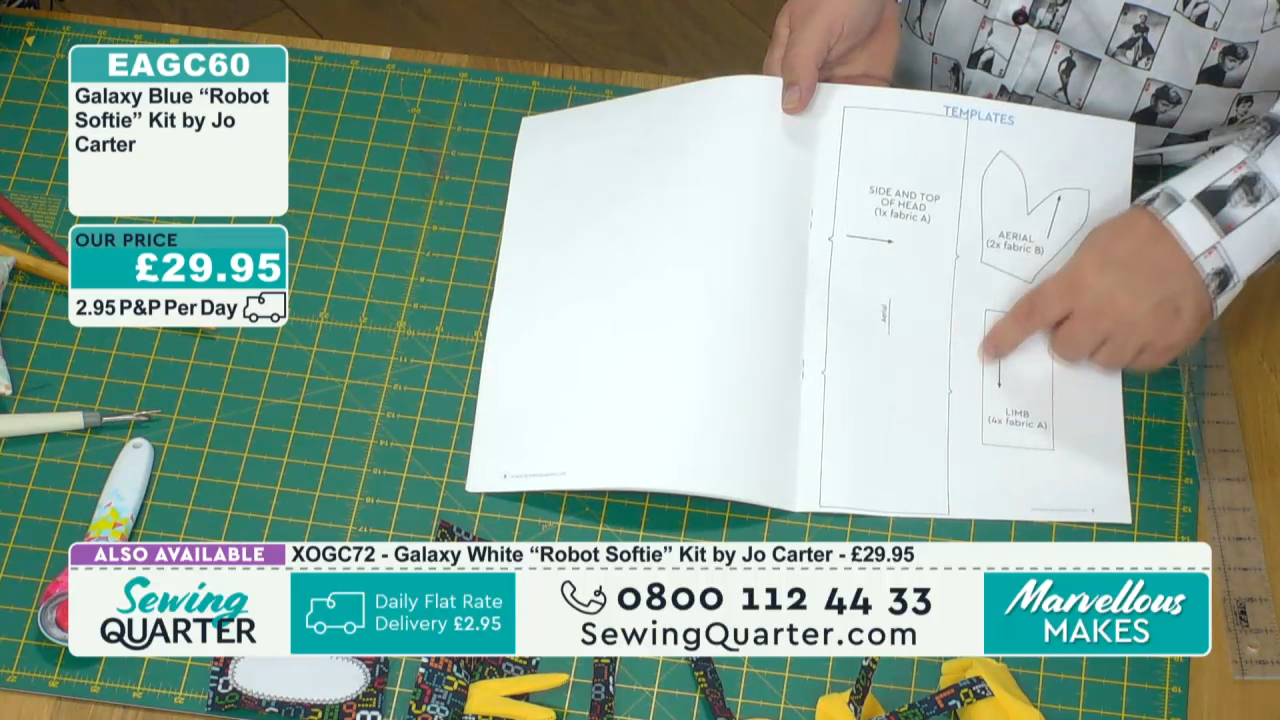 EAGC60
Galaxy Blue “Robot
Softie” Kit by Jo
Carter
OUR PRICE
£29.95
2.95 P&P Per Day
TEMPLATES
SIDE AND TOP
OF HEAD
(1x fabric A)
Aerial
AERIAL
(2x fabric B)
LIMB
(4x fabric A)
ALSO AVAILABLE
XOGC72 - Galaxy White “Robot Softie” Kit by Jo Carter - £29.95
Sewing
QUARTER
Daily Flat Rate
Delivery £2.95
0800 112 44 33
SewingQuarter.com
Marvellous
MAKES